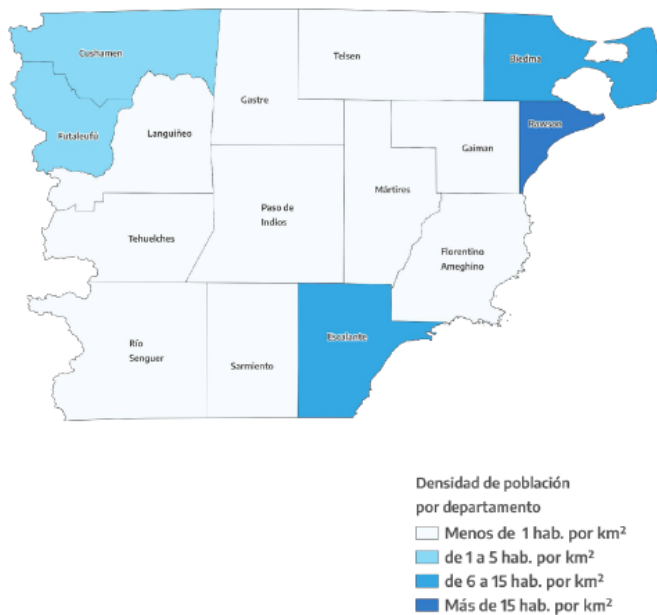 Cushamen
Telsen
Biedma
Gastre
Rawson
Futaleufú
Languiñeo
Gaiman
Mártires
Paso de
Indios
Tehuelches
Florentino
Ameghino
Río
Senguer
Escalante
Sarmiento
Densidad de población
por departamento
Menos de 1 hab. por km²
de 1 a 5 hab. por km²
de 6 a 15 hab. por km²
Más de 15 hab. por km²